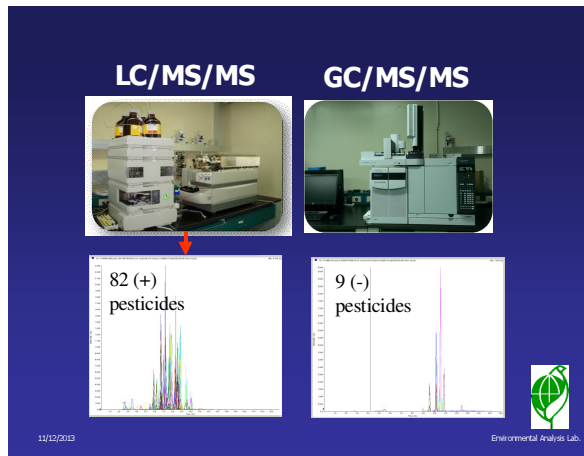 LC/MS/MS
GC/MS/MS
82 (+)
pesticides
9 (-)
pesticides
11/12/2013
Environmental Analysis Lab.